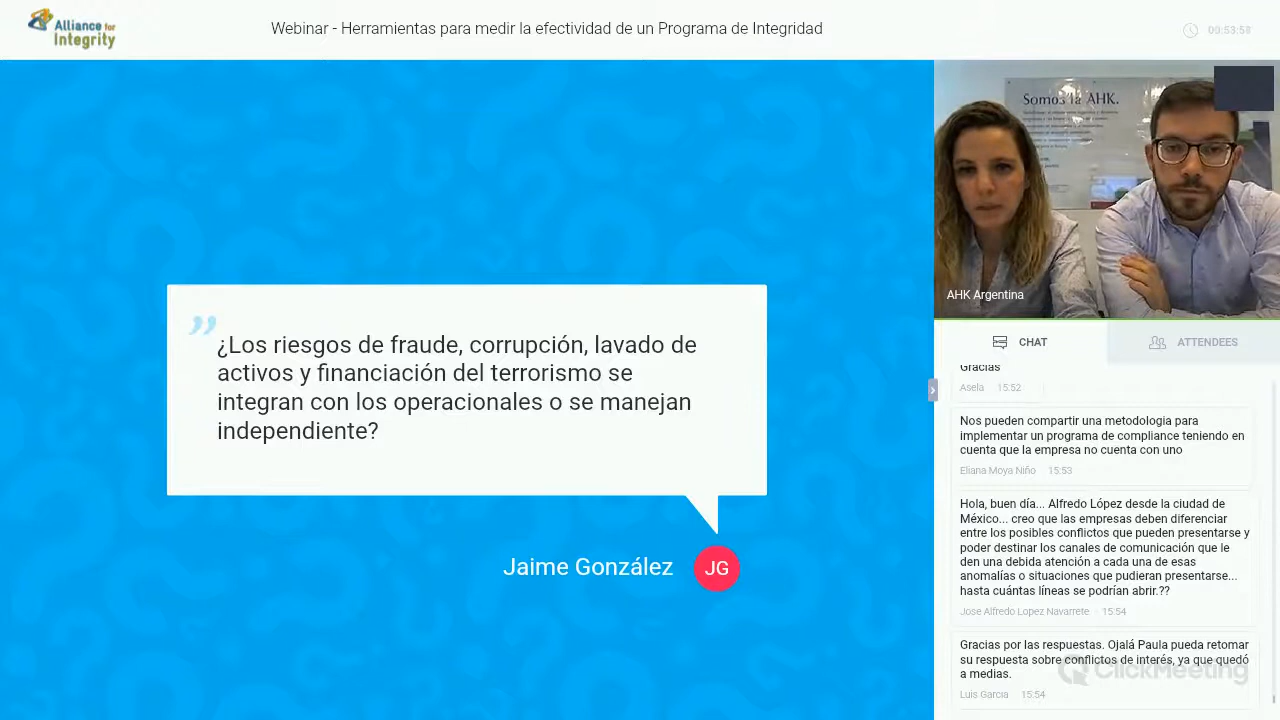 Alliance for
Integrity
Webinar - Herramientas para medir la efectividad de un Programa de Integridad
00:53:58
Somos la AHK.
AHK Argentina
”
¿Los riesgos de fraude, corrupción, lavado de
activos y financiación del terrorismo se
integran con los operacionales o se manejan
independiente?
Jaime González
JG
CHAT
ATTENDEES
Gracias
Asela 15:52
Nos pueden compartir una metodologia para
implementar un programa de compliance teniendo en
cuenta que la empresa no cuenta con uno
Eliana Moya Niño 15:53
Hola, buen día... Alfredo López desde la ciudad de
México... creo que las empresas deben diferenciar
entre los posibles conflictos que pueden presentarse y
poder destinar los canales de comunicación que le
den una debida atención a cada una de esas
anomalías o situaciones que pudieran presentarse...
hasta cuántas líneas se podrían abrir.??
Jose Alfredo Lopez Navarrete 15:54
Gracias por las respuestas. Ojalá Paula pueda retomar
su respuesta sobre conflictos de interés, ya que quedó
a medias.
Luis Garcia 15:54
ClickMeeting